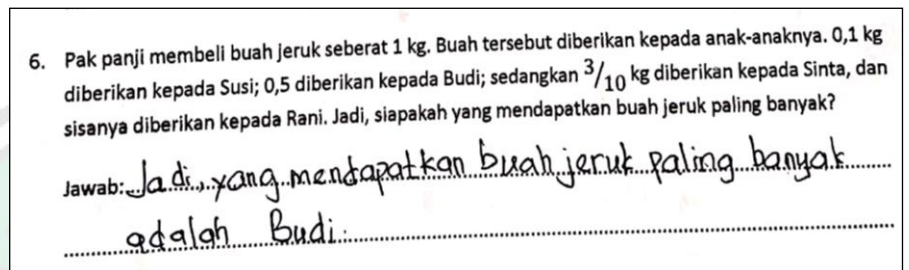 6. Pak panji membeli buah jeruk seberat 1 kg. Buah tersebut diberikan kepada anak-anaknya. 0,1 kg
diberikan kepada Susi; 0,5 diberikan kepada Budi; sedangkan 3/10 kg diberikan kepada Sinta, dan
sisanya diberikan kepada Rani. Jadi, siapakah yang mendapatkan buah jeruk paling banyak?
Jawab: Jadi, yang mendapatkan buah jeruk paling banyak
adalah Budi.